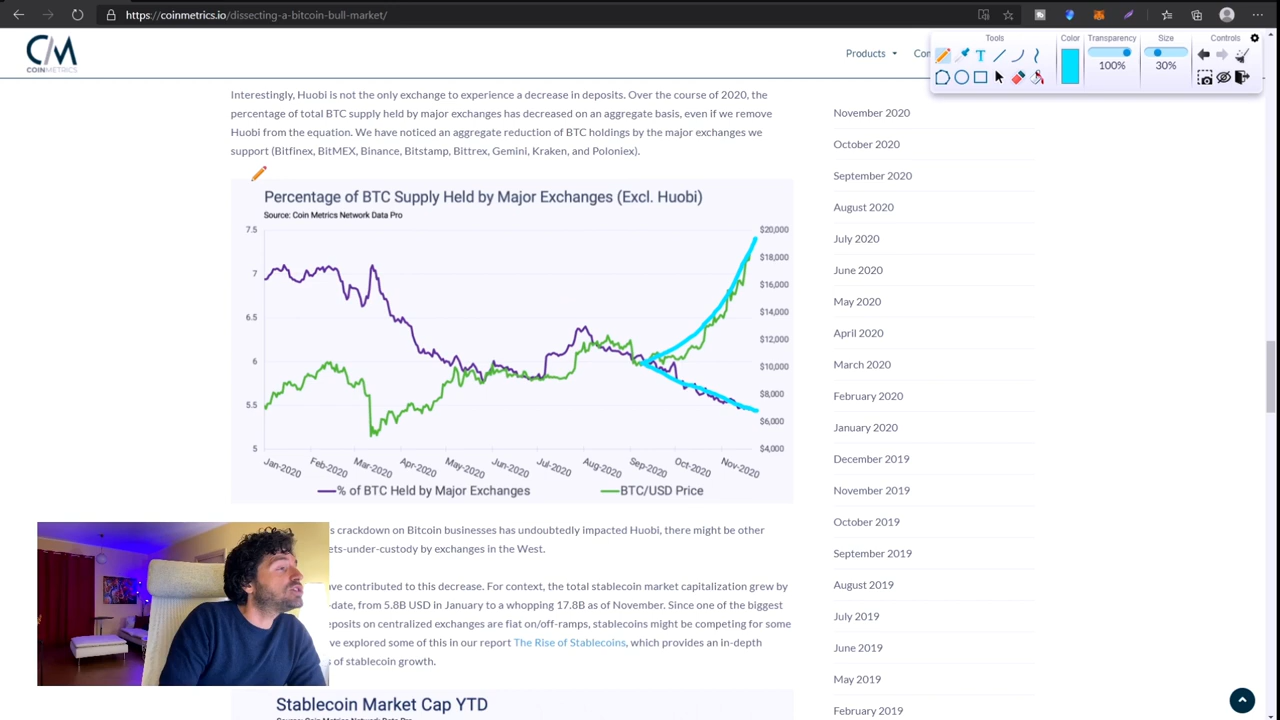 https://coinmetrics.io/dissecting-a-bitcoin-bull-market/
CM
COINMETRICS
Products
Tools
Color
Transparency
Size
Controls
100%
30%
Interestingly, Huobi is not the only exchange to experience a decrease in deposits. Over the course of 2020, the
percentage of total BTC supply held by major exchanges has decreased on an aggregate basis, even if we remove
Huobi from the equation. We have noticed an aggregate reduction of BTC holdings by the major exchanges we
support (Bitfinex, BitMEX, Binance, Bitstamp, Bittrex, Gemini, Kraken, and Poloniex).
Percentage of BTC Supply Held by Major Exchanges (Excl. Huobi)
Source: Coin Metrics Network Data Pro
7.5
7
6.5
6
5.5
5
$20,000
$18,000
$16,000
$14,000
$12,000
$10,000
$8,000
$6,000
$4,000
Jan-2020
Feb-2020
Mar-2020
Apr-2020
May-2020
Jun-2020
Jul-2020
Aug-2020
Sep-2020
Oct-2020
Nov-2020
% of BTC Held by Major Exchanges
BTC/USD Price
crackdown on Bitcoin businesses has undoubtedly impacted Huobi, there might be other
by exchanges in the West.
contributed to this decrease. For context, the total stablecoin market capitalization grew by
from 5.8B USD in January to a whopping 17.8B as of November. Since one of the biggest
on centralized exchanges are fiat on/off-ramps, stablecoins might be competing for some
explored some of this in our report The Rise of Stablecoins, which provides an in-depth
of stablecoin growth.
Stablecoin Market Cap YTD
November 2020
October 2020
September 2020
August 2020
July 2020
June 2020
May 2020
April 2020
March 2020
February 2020
January 2020
December 2019
November 2019
October 2019
September 2019
August 2019
July 2019
June 2019
May 2019
February 2019